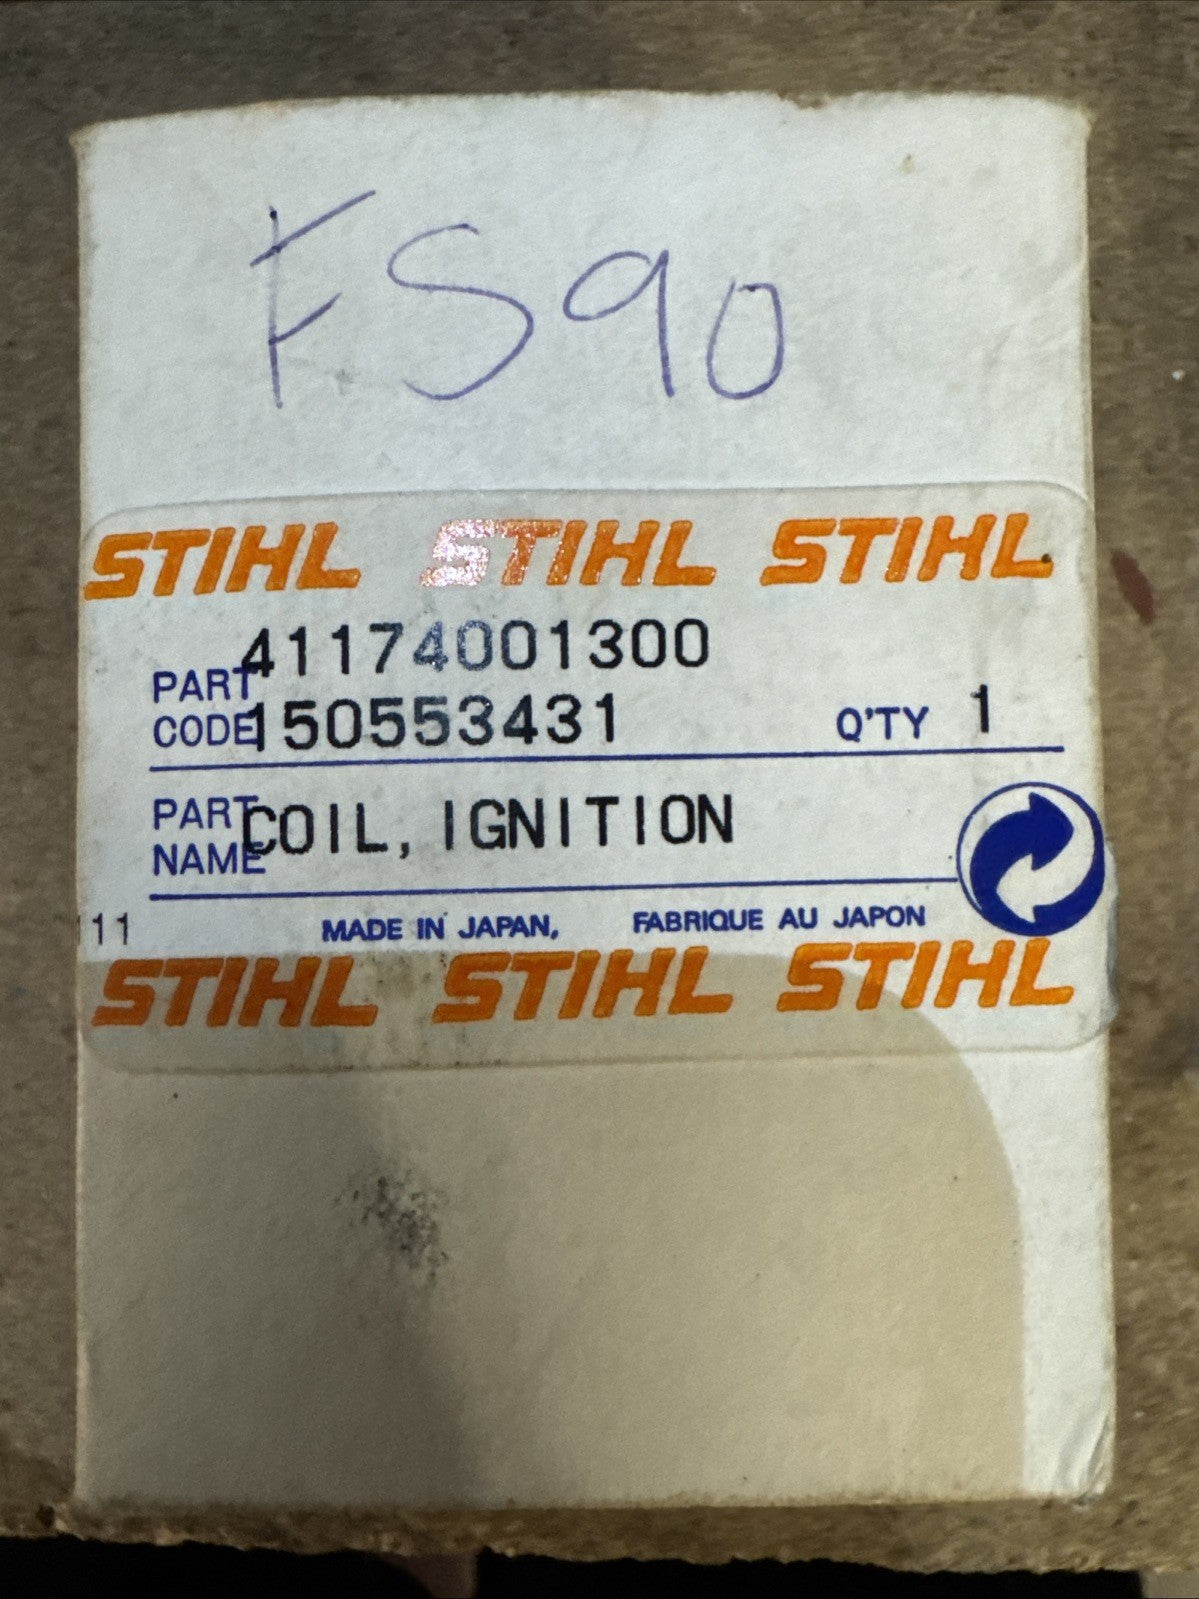 FS90
STIHL STIHL STIHL
41174001300
PART
CODE 150553431 Q'TY 1
PART
NAME COIL, IGNITION
111 MADE IN JAPAN, FABRIQUE AU JAPON
STIHL STIHL STIHL